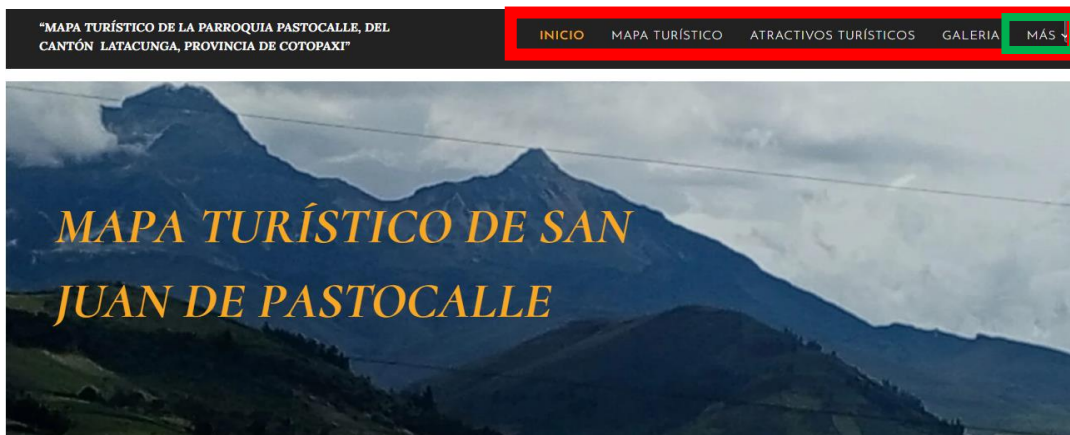 “MAPA TURÍSTICO DE LA PARROQUIA PASTOCALLE, DEL
CANTÓN LATACUNGA, PROVINCIA DE COTOPAXI”
INICIO MAPA TURÍSTICO ATRACTIVOS TURÍSTICOS GALERIA MÁS
MAPA TURÍSTICO DE SAN
JUAN DE PASTOCALLE